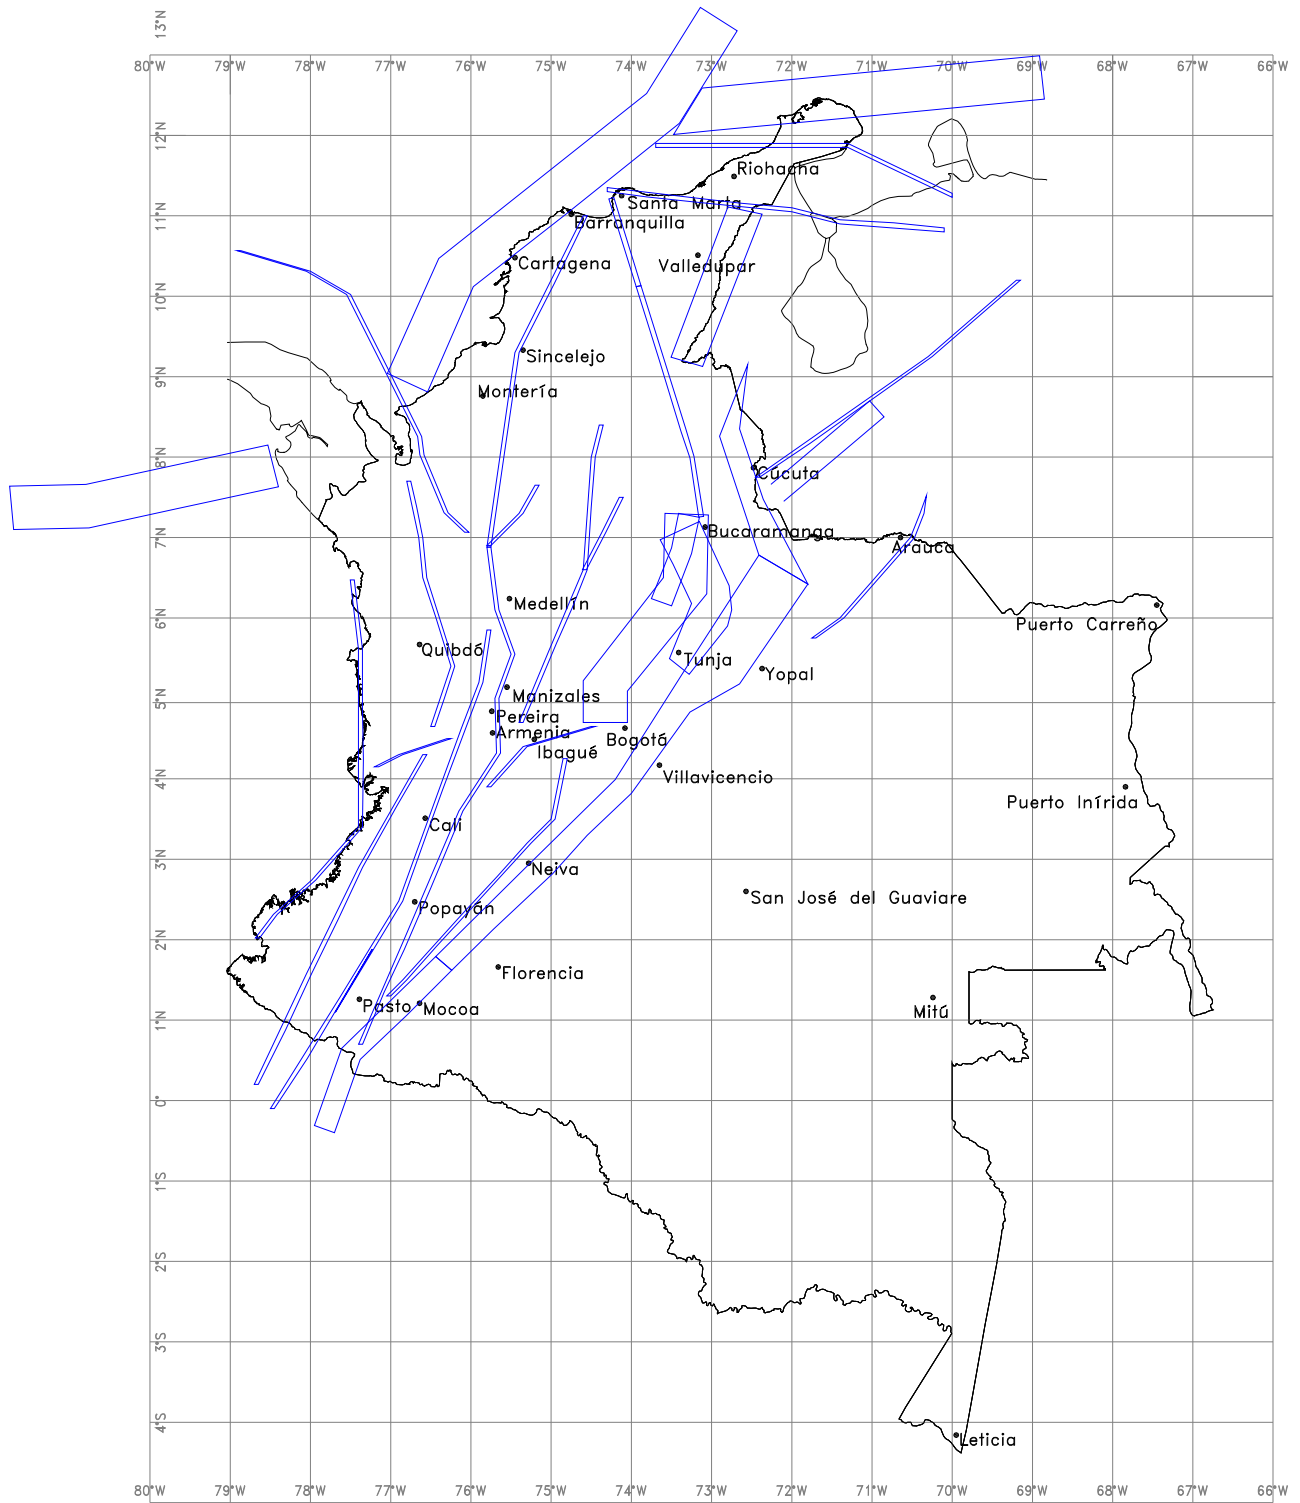 13°N
80°W 79°W 78°W 77°W 76°W 75°W 74°W 73°W 72°W 71°W 70°W 69°W 68°W 67°W 66°W
12°N
Riohacha
Santa Marta
11°N
Barranquilla
Cartagena
Valledupar
10°N
Sincelejo
9°N
Montería
8°N
Cúcuta
7°N
Bucaramanga
Arauca
Medellín
6°N
Puerto Carreño
Quibdó
Tunja
Yopal
5°N
Manizales
Pereira
Armenia
Bogotá
Ibagué
4°N
Villavicencio
Puerto Inírida
Cali
3°N
Neiva
San José del Guaviare
Popayán
2°N
Florencia
Pasto
Mocoa
Mitú
1°N
0°
1°S
2°S
3°S
4°S
Leticia
80°W 79°W 78°W 77°W 76°W 75°W 74°W 73°W 72°W 71°W 70°W 69°W 68°W 67°W 66°W